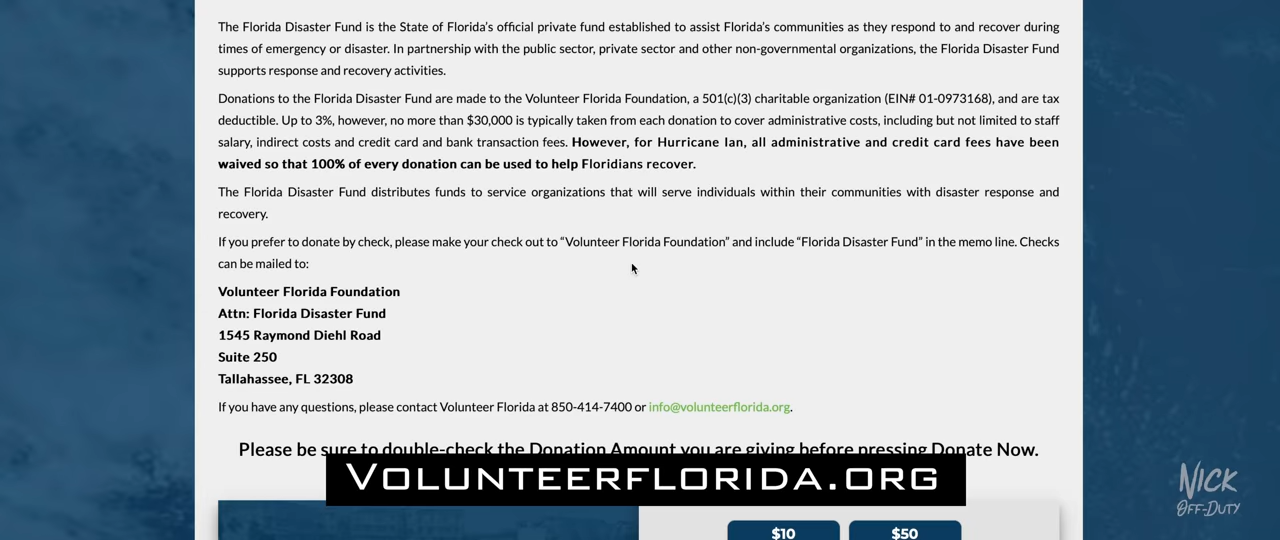 The Florida Disaster Fund is the State of Florida’s official private fund established to assist Florida’s communities as they respond to and recover during
times of emergency or disaster. In partnership with the public sector, private sector and other non-governmental organizations, the Florida Disaster Fund
supports response and recovery activities.
Donations to the Florida Disaster Fund are made to the Volunteer Florida Foundation, a 501(c)(3) charitable organization (EIN# 01-0973168), and are tax
deductible. Up to 3%, however, no more than $30,000 is typically taken from each donation to cover administrative costs, including but not limited to staff
salary, indirect costs and credit card and bank transaction fees. However, for Hurricane Ian, all administrative and credit card fees have been
waived so that 100% of every donation can be used to help Floridians recover.
The Florida Disaster Fund distributes funds to service organizations that will serve individuals within their communities with disaster response and
recovery.
If you prefer to donate by check, please make your check out to “Volunteer Florida Foundation” and include “Florida Disaster Fund” in the memo line. Checks
can be mailed to:
Volunteer Florida Foundation
Attn: Florida Disaster Fund
1545 Raymond Diehl Road
Suite 250
Tallahassee, FL 32308
If you have any questions, please contact Volunteer Florida at 850-414-7400 or info@volunteerflorida.org.
Please be sure to double-check the Donation Amount you are giving before pressing Donate Now.
VOLUNTEERFLORIDA.ORG
NICK
OFF-DUTY
$10 $50